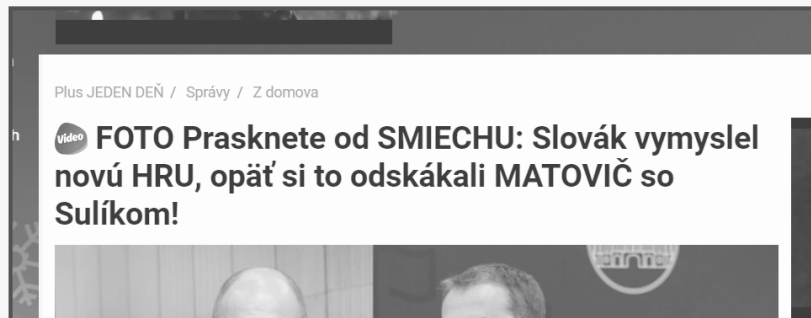 Plus JEDEN DEŇ / Správy / Z domova
Video FOTO Prasknete od SMIECHU: Slovák vymyslel
novú HRU, opäť si to odskákali MATOVIČ so
Sulíkom!
h